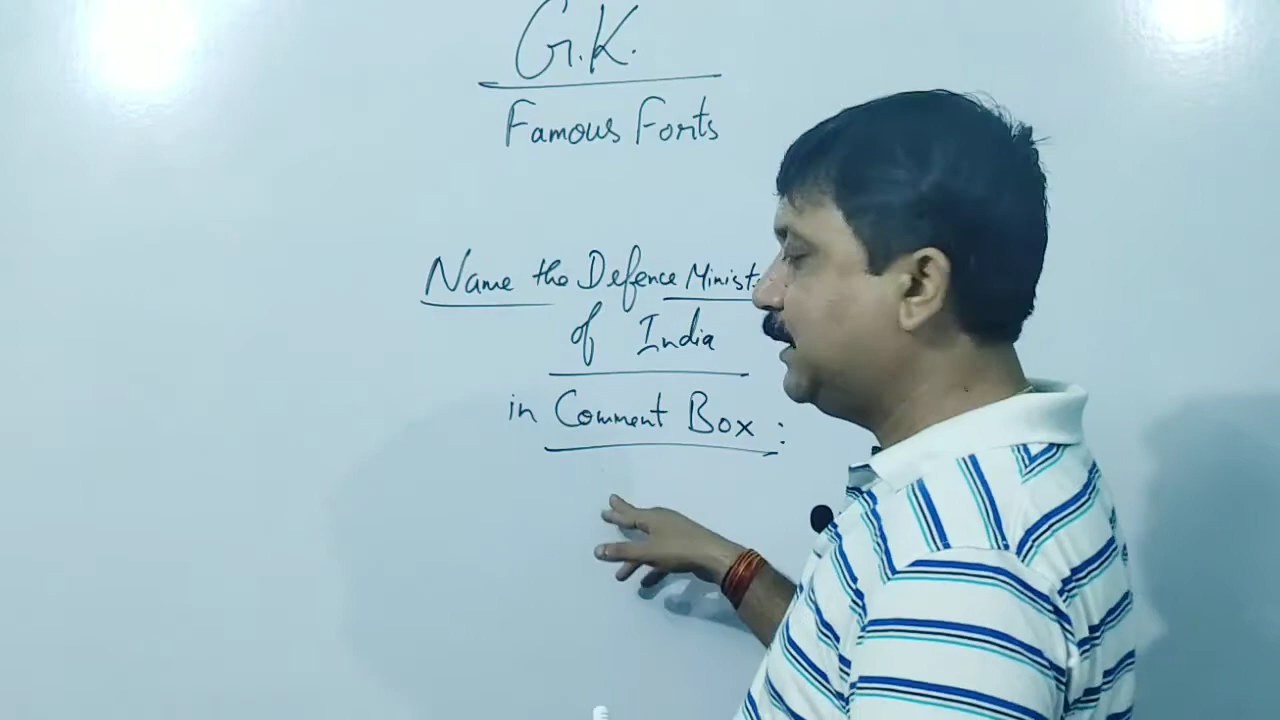 G.K.
Famous Forts
Name the Defence
of India
in Comment Box: